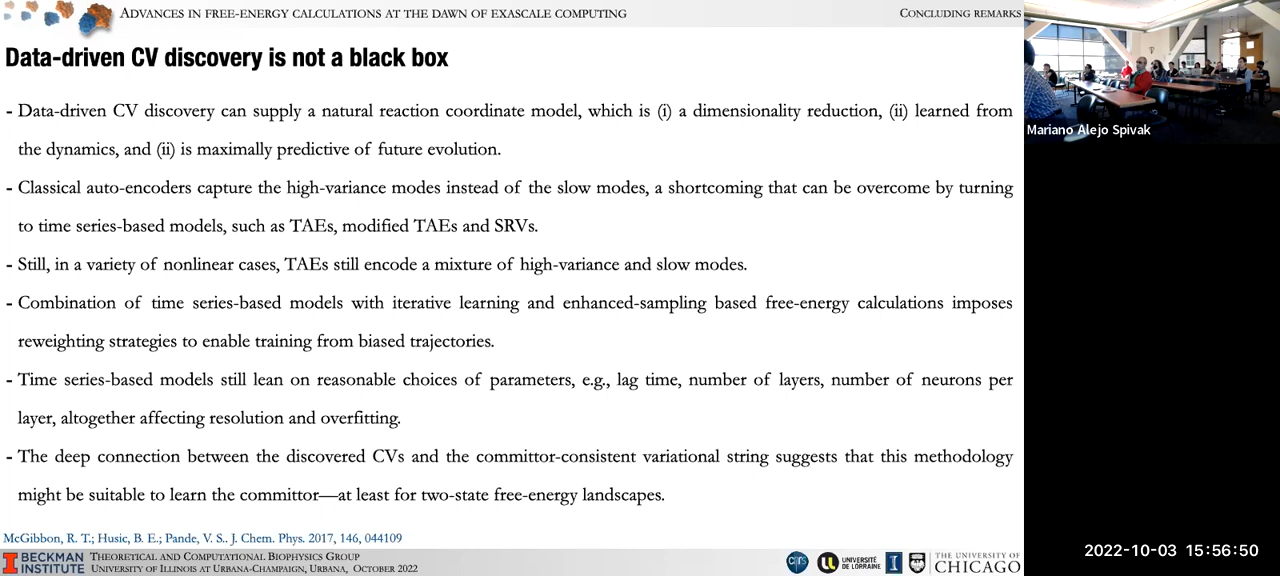 ADVANCES IN FREE-ENERGY CALCULATIONS AT THE DAWN OF EXASCALE COMPUTING
CONCLUDING REMARKS
Data-driven CV discovery is not a black box
- Data-driven CV discovery can supply a natural reaction coordinate model, which is (i) a dimensionality reduction, (ii) learned from
the dynamics, and (ii) is maximally predictive of future evolution.
- Classical auto-encoders capture the high-variance modes instead of the slow modes, a shortcoming that can be overcome by turning
to time series-based models, such as TAEs, modified TAEs and SRVs.
- Still, in a variety of nonlinear cases, TAEs still encode a mixture of high-variance and slow modes.
- Combination of time series-based models with iterative learning and enhanced-sampling based free-energy calculations imposes
reweighting strategies to enable training from biased trajectories.
- Time series-based models still lean on reasonable choices of parameters, e.g., lag time, number of layers, number of neurons per
layer, altogether affecting resolution and overfitting.
- The deep connection between the discovered CVs and the committor-consistent variational string suggests that this methodology
might be suitable to learn the committor—at least for two-state free-energy landscapes.
McGibbon, R. T.; Husic, B. E.; Pande, V. S.. J. Chem. Phys. 2017, 146, 044109
I BECKMAN
INSTITUTE
THEORETICAL AND COMPUTATIONAL BIOPHYSICS GROUP
UNIVERSITY OF ILLINOIS AT URBANA-CHAMPAIGN, URBANA, OCTOBER 2022
cnrs
UNIVERSITÉ
DE LORRAINE
I
THE UNIVERSITY OF
CHICAGO
Mariano Alejo Spivak
2022-10-03 15:56:50